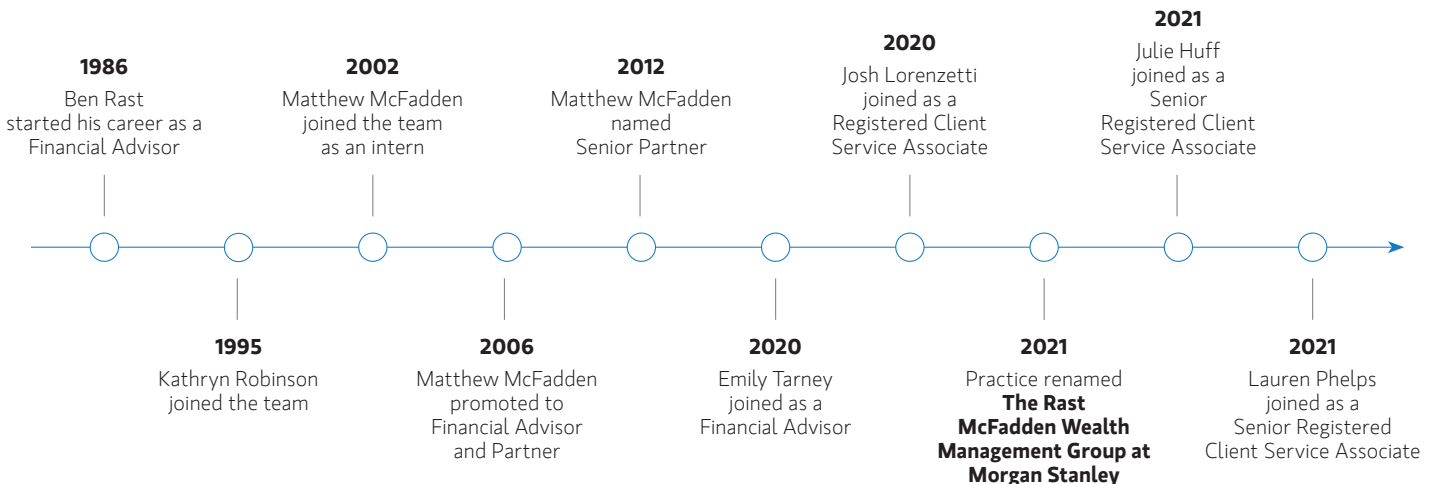 1986
Ben Rast
started his career as a
Financial Advisor
1995
Kathryn Robinson
joined the team
2002
Matthew McFadden
joined the team
as an intern
2006
Matthew McFadden
promoted to
Financial Advisor
and Partner
2012
Matthew McFadden
named
Senior Partner
2020
Emily Tarney
joined as a
Financial Advisor
2020
Josh Lorenzetti
joined as a
Registered Client
Service Associate
2021
Practice renamed
The Rast
McFadden Wealth
Management Group at
Morgan Stanley
2021
Julie Huff
joined as a
Senior
Registered Client
Service Associate
2021
Lauren Phelps
joined as a
Senior Registered
Client Service Associate